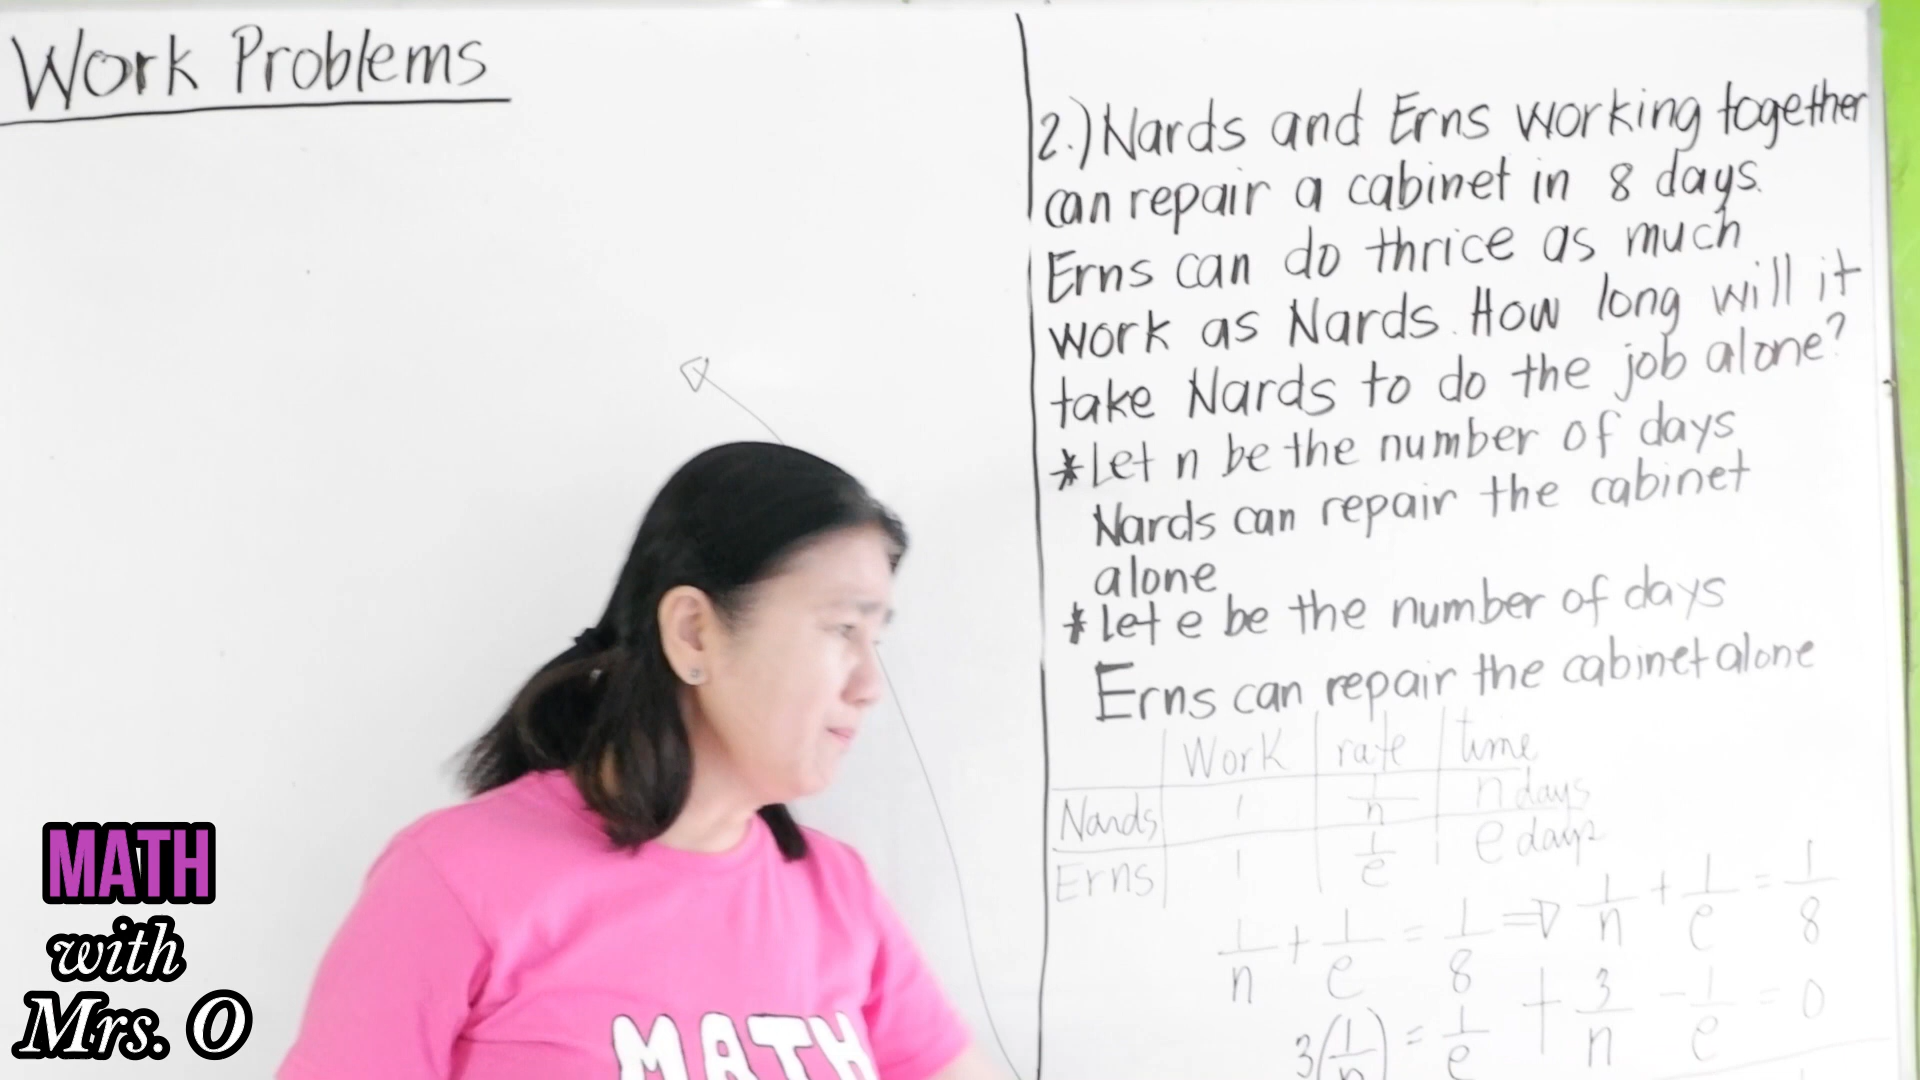 Work Problems
2.) Nards and Erns working together
can repair a cabinet in 8 days.
Erns can do thrice as much
work as Nards. How long will it
take Nards to do the job alone?
*Let n be the number of days
Nards can repair the cabinet
alone
*Let e be the number of days
Erns can repair the cabinet alone
Work rate time
Nards 1 1/n n days
Erns 1 1/e e days
1/n + 1/e = 1/8 ⇒ 1/n + 1/e = 1/8
3(1/n) = 1/e + 3/n - 1/e = 0
MATH
with
Mrs. O
MATH